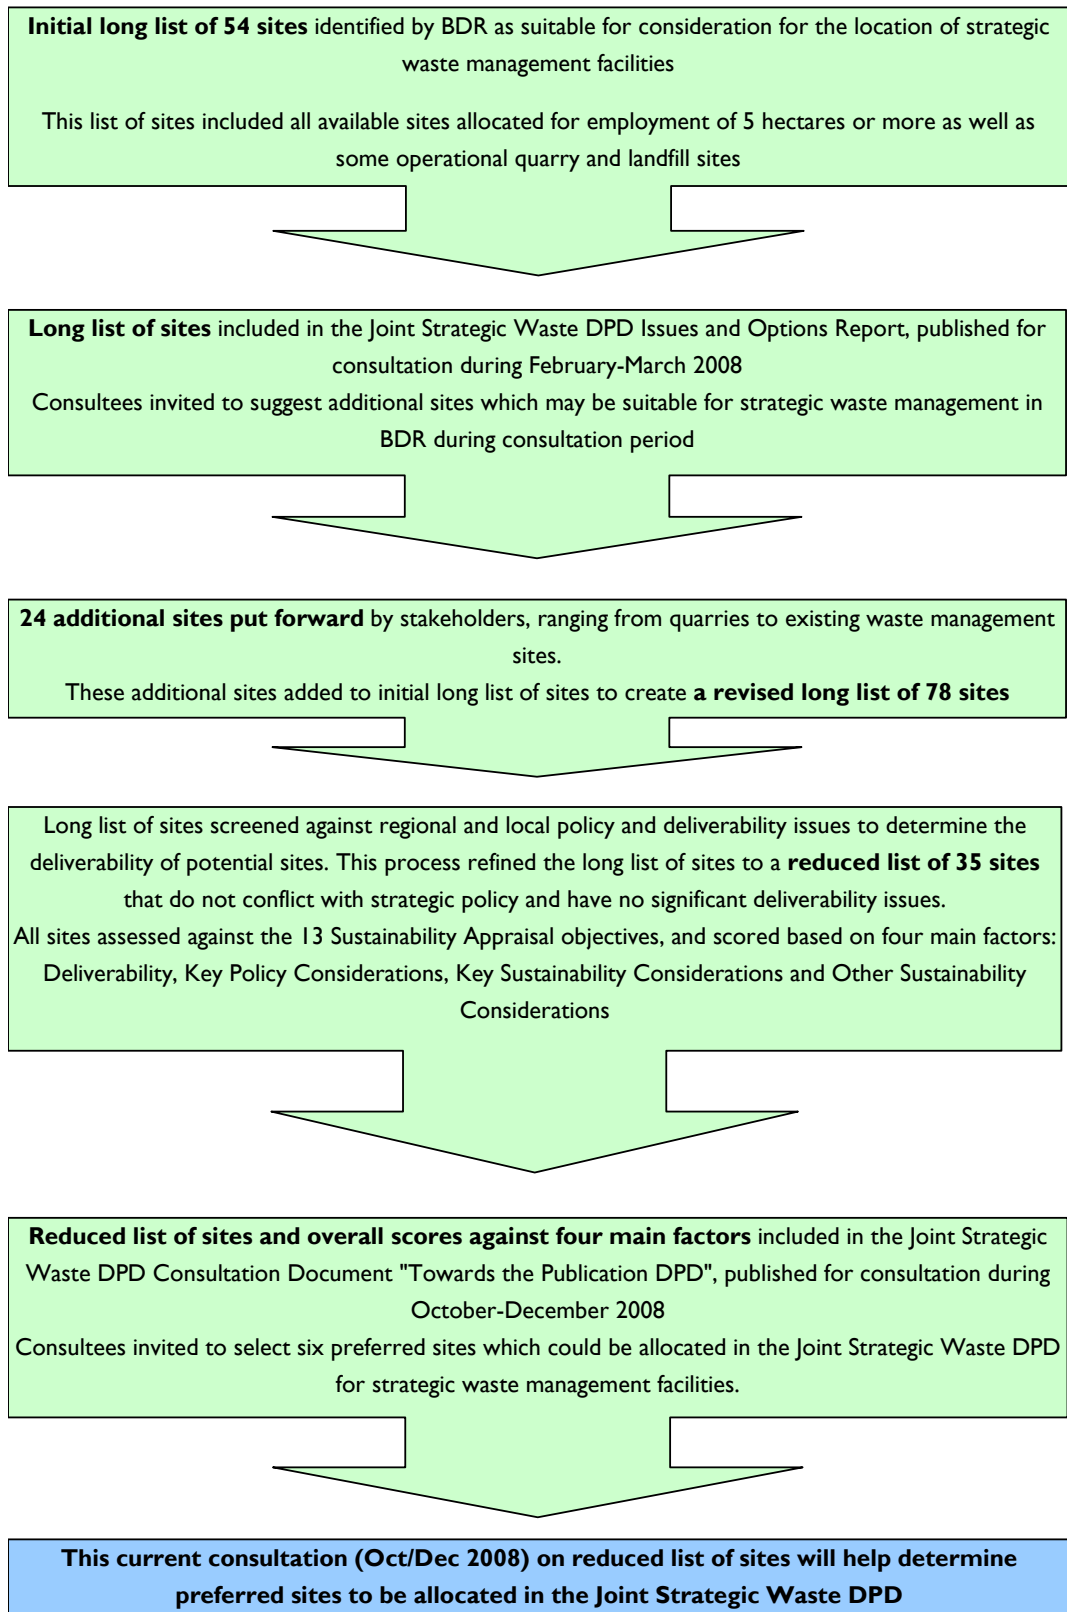 Initial long list of 54 sites identified by BDR as suitable for consideration for the location of strategic
waste management facilities
This list of sites included all available sites allocated for employment of 5 hectares or more as well as
some operational quarry and landfill sites
Long list of sites included in the Joint Strategic Waste DPD Issues and Options Report, published for
consultation during February-March 2008
Consultees invited to suggest additional sites which may be suitable for strategic waste management in
BDR during consultation period
24 additional sites put forward by stakeholders, ranging from quarries to existing waste management
sites.
These additional sites added to initial long list of sites to create a revised long list of 78 sites
Long list of sites screened against regional and local policy and deliverability issues to determine the
deliverability of potential sites. This process refined the long list of sites to a reduced list of 35 sites
that do not conflict with strategic policy and have no significant deliverability issues.
All sites assessed against the 13 Sustainability Appraisal objectives, and scored based on four main factors:
Deliverability, Key Policy Considerations, Key Sustainability Considerations and Other Sustainability
Considerations
Reduced list of sites and overall scores against four main factors included in the Joint Strategic
Waste DPD Consultation Document "Towards the Publication DPD", published for consultation during
October-December 2008
Consultees invited to select six preferred sites which could be allocated in the Joint Strategic Waste DPD
for strategic waste management facilities.
This current consultation (Oct/Dec 2008) on reduced list of sites will help determine
preferred sites to be allocated in the Joint Strategic Waste DPD